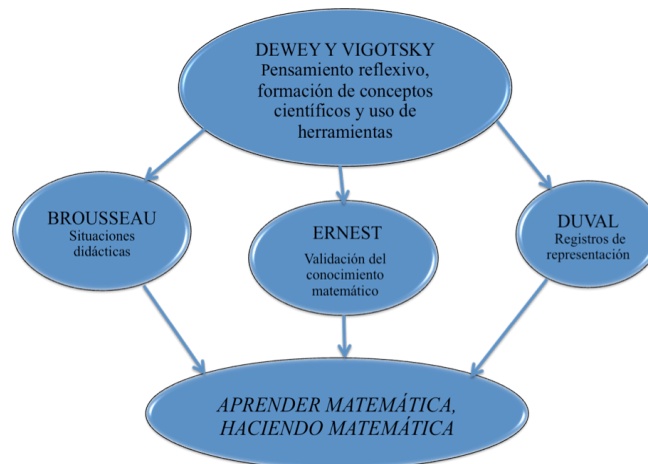 DEWEY Y VIGOTSKY
Pensamiento reflexivo,
formación de conceptos
científicos y uso de
herramientas
BROUSSEAU
Situaciones
didácticas
ERNEST
Validación del
conocimiento
matemático
DUVAL
Registros de
representación
APRENDER MATEMÁTICA,
HACIENDO MATEMÁTICA